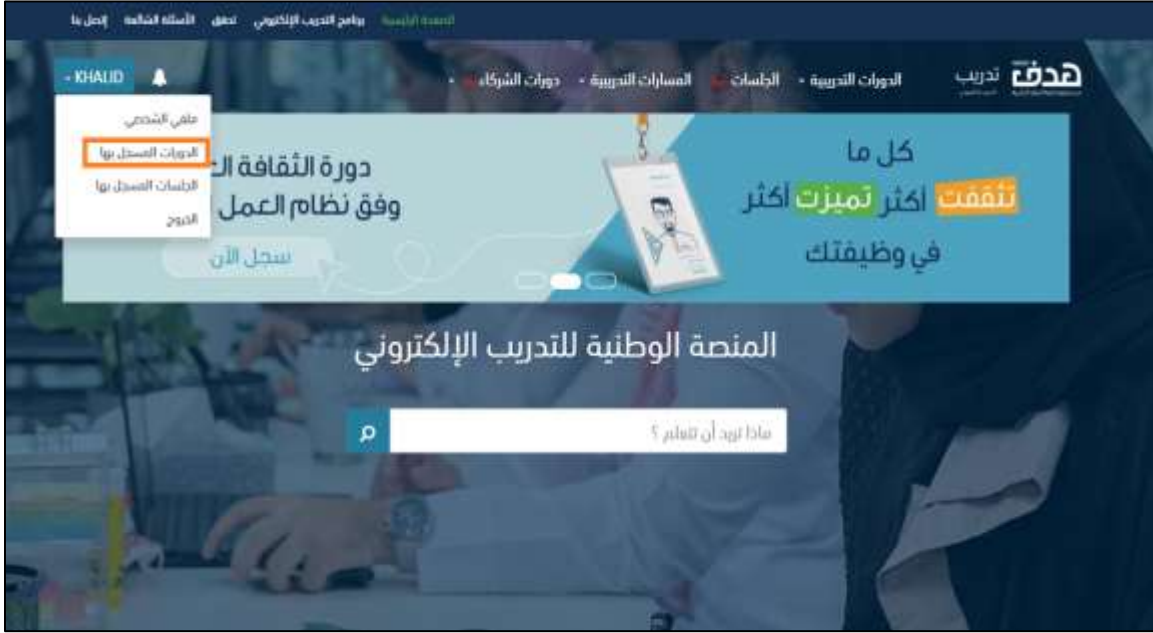 الصفحة الرئيسية برنامج التدريب الإلكتروني تحقق الأسئلة الشائعة إتصل بنا
هدف تدريب
الدورات التدريبية الجلسات المسارات التدريبية دورات الشركاء
KHALID
ملفي الشخصي
الدورات المسجل بها
الجلسات المسجل بها
الخروج
كل ما
تثقفت أكثر تميزت أكثر
في وظيفتك
دورة الثقافة
وفق نظام العمل
سجل الآن
المنصة الوطنية للتدريب الإلكتروني
ماذا تريد أن تتعلم ؟